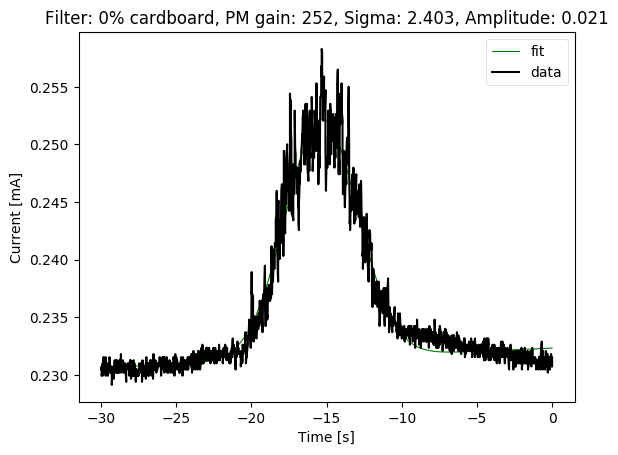 Filter: 0% cardboard, PM gain: 252, Sigma: 2.403, Amplitude: 0.021
fit
data
0.255
0.250
0.245
0.240
0.235
0.230
Current [mA]
−30
−25
−20
−15
−10
−5
0
Time [s]